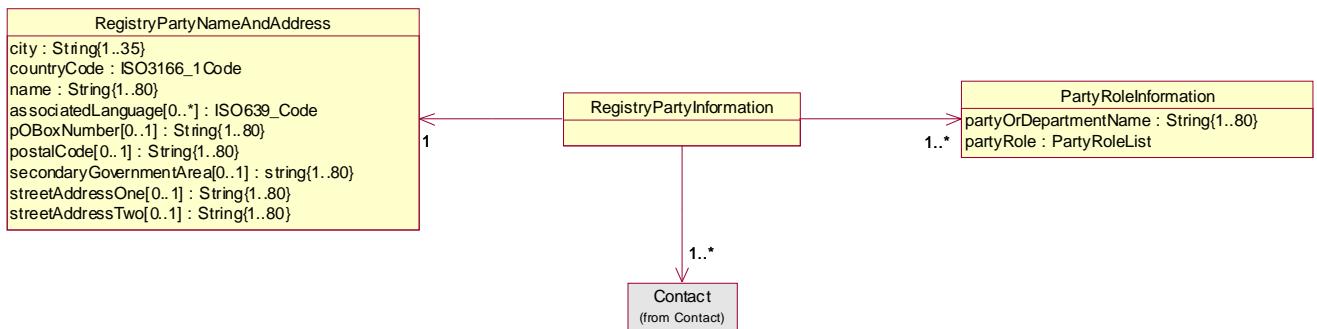 RegistryPartyNameAndAddress
city : String{1..35}
countryCode : ISO3166_1Code
name : String{1..80}
associatedLanguage[0..*] : ISO639_Code
pOBoxNumber[0..1] : String{1..80}
postalCode[0..1] : String{1..80}
secondaryGovernmentArea[0..1] : string{1..80}
streetAddressOne[0..1] : String{1..80}
streetAddressTwo[0..1] : String{1..80}
1
RegistryPartyInformation
1..*
PartyRoleInformation
partyOrDepartmentName : String{1..80}
partyRole : PartyRoleList
1..*
Contact
(from Contact)